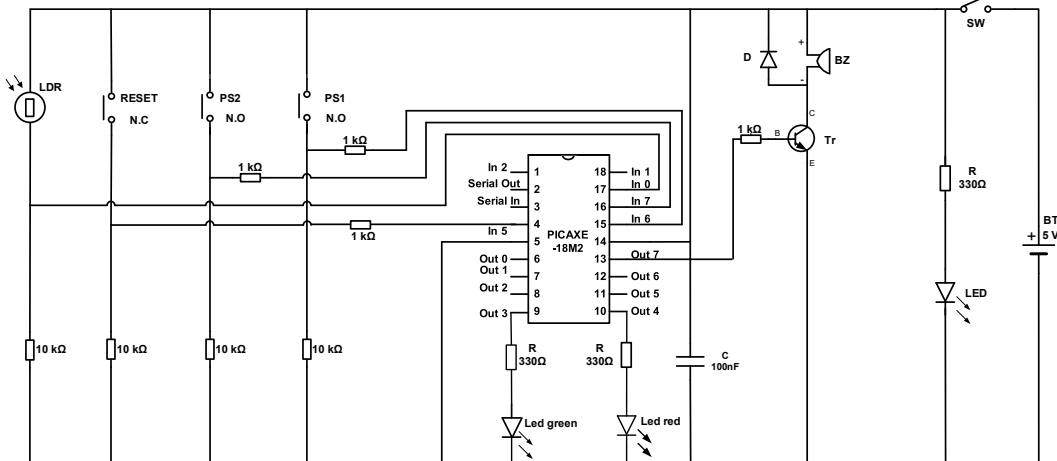 SW
D
+
BZ
-
LDR
RESET
N.C
PS2
N.O
PS1
N.O
C
1 kΩ
1 kΩ
B
Tr
E
1 kΩ
1 kΩ
In 2
Serial Out
Serial In
In 5
Out 0
Out 1
Out 2
Out 3
1
2
3
4
5
6
7
8
9
PICAXE
-18M2
18
17
16
15
14
13
12
11
10
In 1
In 0
In 7
In 6
Out 7
Out 6
Out 5
Out 4
R
330Ω
BT
5 V
+
LED
10 kΩ
10 kΩ
10 kΩ
10 kΩ
R
330Ω
R
330Ω
C
100nF
Led green
Led red